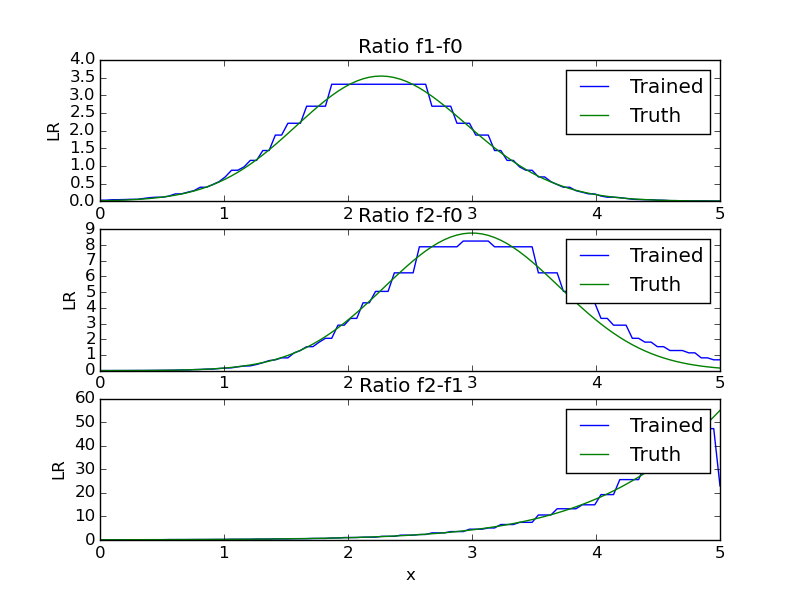 Ratio f1-f0
4.0
3.5
3.0
2.5
2.0
1.5
1.0
0.5
0.0
LR
Trained
Truth
0 1 2 3 4 5
Ratio f2-f0
9
8
7
6
5
4
3
2
1
0
LR
Trained
Truth
0 1 2 3 4 5
Ratio f2-f1
60
50
40
30
20
10
0
LR
Trained
Truth
0 1 2 3 4 5
x